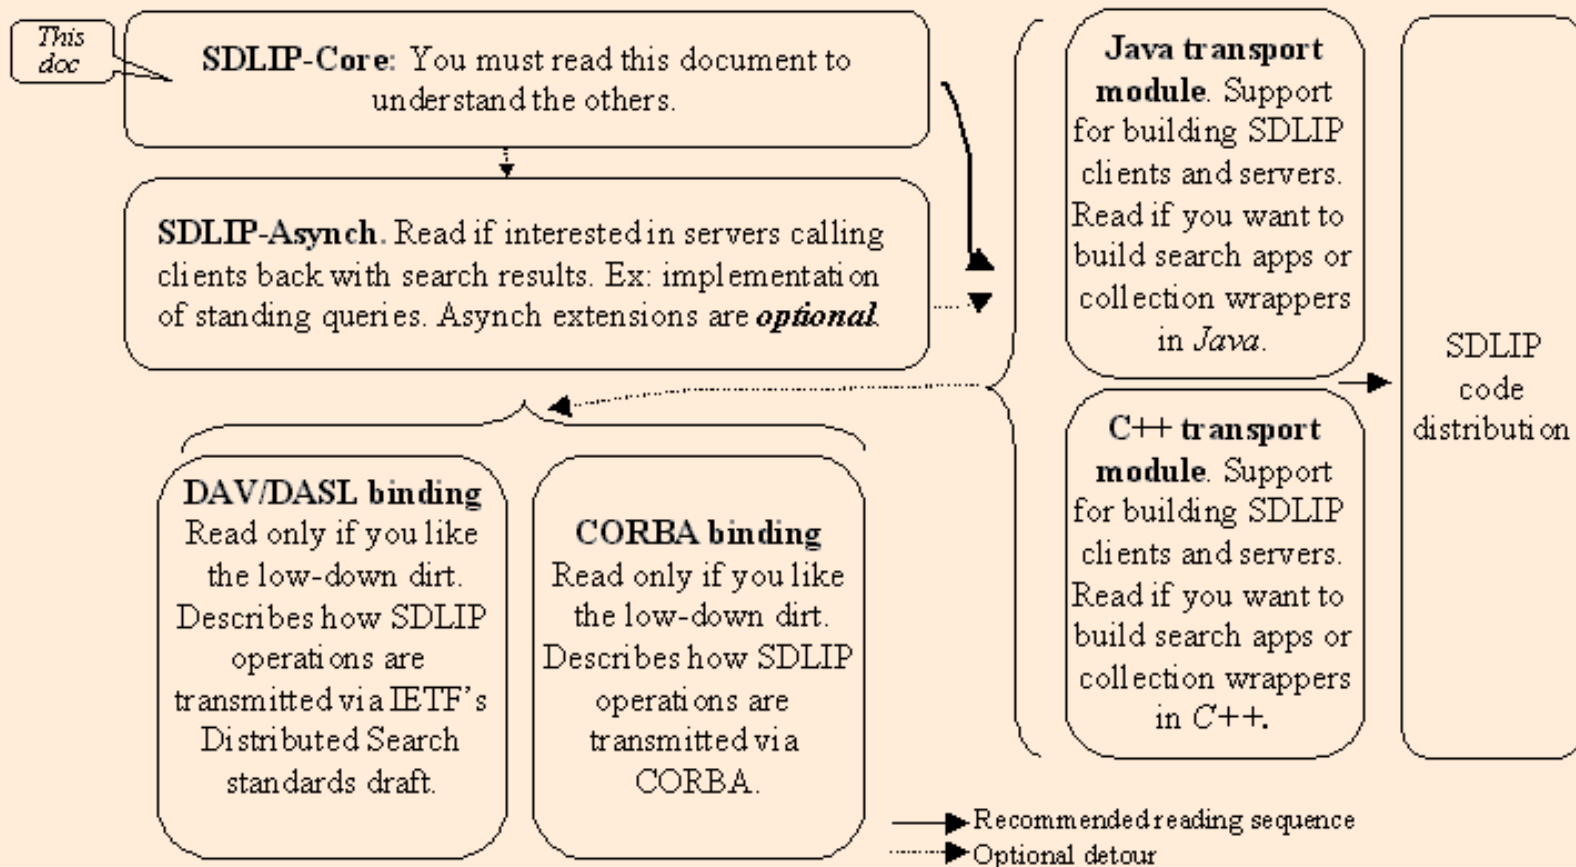 This
doc
SDLIP-Core: You must read this document to
understand the others.
SDLIP-Asynch. Read if interested in servers calling
clients back with search results. Ex: implementation
of standing queries. Asynch extensions are optional.
DAV/DASL binding
Read only if you like
the low-down dirt.
Describes how SDLIP
operations are
transmitted via IETF's
Distributed Search
standards draft.
CORBA binding
Read only if you like
the low-down dirt.
Describes how SDLIP
operations are
transmitted via
CORBA.
Java transport
module. Support
for building SDLIP
clients and servers.
Read if you want to
build search apps or
collection wrappers
in Java.
C++ transport
module. Support
for building SDLIP
clients and servers.
Read if you want to
build search apps or
collection wrappers
in C++.
SDLIP
code
distribution
Recommended reading sequence
Optional detour